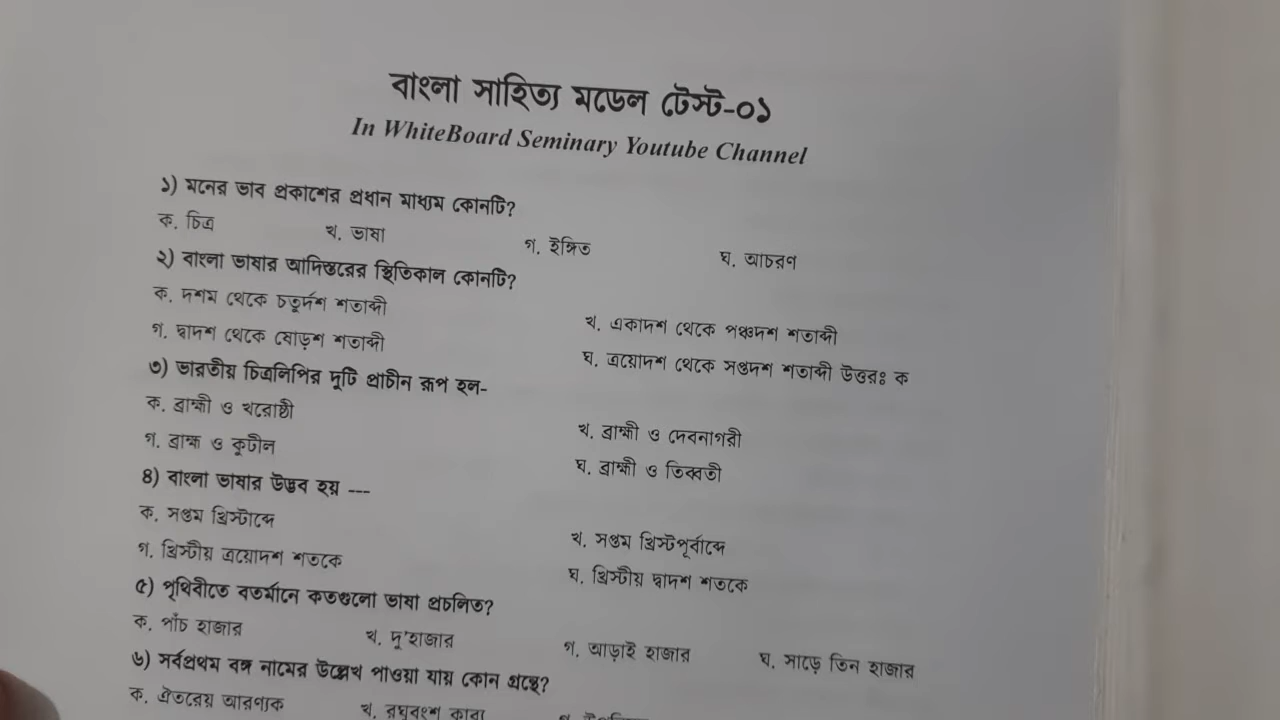 বাংলা সাহিত্য মডেল টেস্ট-০১
In WhiteBoard Seminary Youtube Channel
১) মনের ভাব প্রকাশের প্রধান মাধ্যম কোনটি?
ক. চিত্র খ. ভাষা গ. ইঙ্গিত ঘ. আচরণ
২) বাংলা ভাষার আদিস্তরের স্থিতিকাল কোনটি?
ক. দশম থেকে চতুর্দশ শতাব্দী খ. একাদশ থেকে পঞ্চদশ শতাব্দী
গ. দ্বাদশ থেকে ষোড়শ শতাব্দী ঘ. ত্রয়োদশ থেকে সপ্তদশ শতাব্দী উত্তরঃ ক
৩) ভারতীয় চিত্রলিপির দুটি প্রাচীন রূপ হল-
ক. ব্রাহ্মী ও খরোষ্ঠী খ. ব্রাহ্মী ও দেবনাগরী
গ. ব্রাহ্ম ও কুটীল ঘ. ব্রাহ্মী ও তিব্বতী
৪) বাংলা ভাষার উদ্ভব হয় ---
ক. সপ্তম খ্রিস্টাব্দে খ. সপ্তম খ্রিস্টপূর্বাব্দে
গ. খ্রিস্টীয় ত্রয়োদশ শতকে ঘ. খ্রিস্টীয় দ্বাদশ শতকে
৫) পৃথিবীতে বতর্মানে কতগুলো ভাষা প্রচলিত?
ক. পাঁচ হাজার খ. দু'হাজার গ. আড়াই হাজার ঘ. সাড়ে তিন হাজার
৬) সর্বপ্রথম বঙ্গ নামের উল্লেখ পাওয়া যায় কোন গ্রন্থে?
ক. ঐতরেয় আরণ্যক খ. রঘুবংশ কাব্য